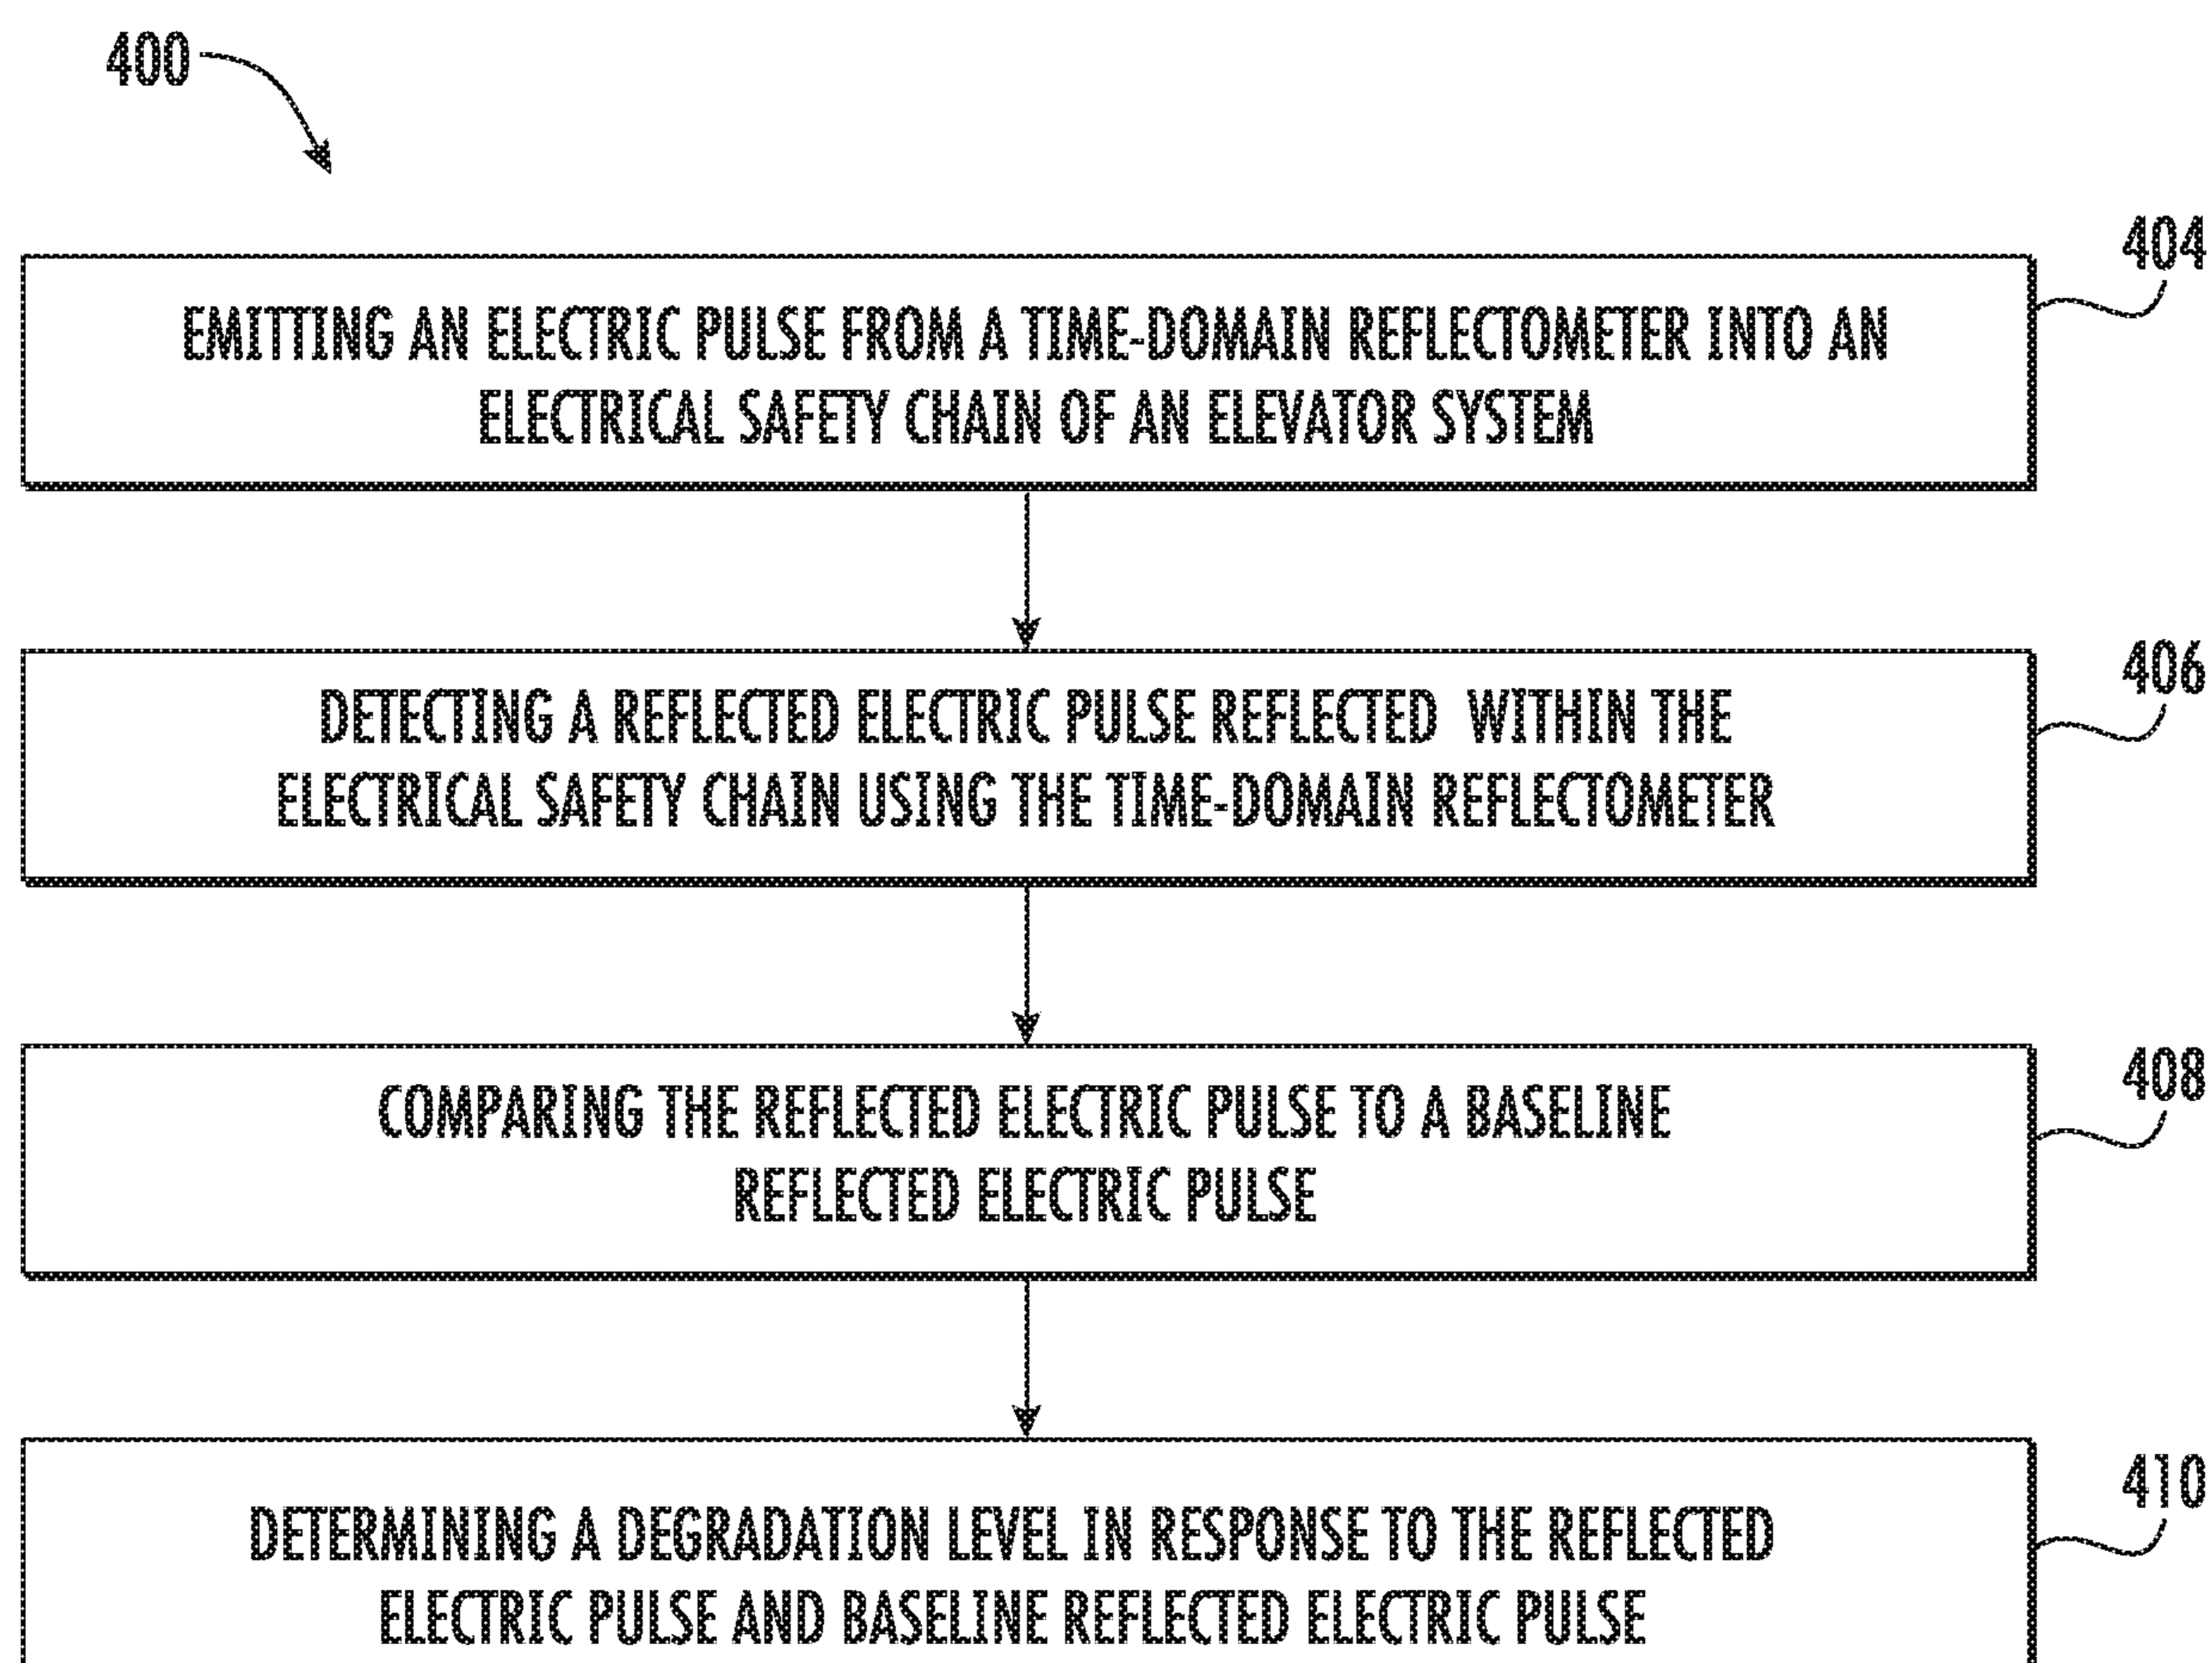 400
404
EMITTING AN ELECTRIC PULSE FROM A TIME-DOMAIN REFLECTOMETER INTO AN
ELECTRICAL SAFETY CHAIN OF AN ELEVATOR SYSTEM
406
DETECTING A REFLECTED ELECTRIC PULSE REFLECTED WITHIN THE
ELECTRICAL SAFETY CHAIN USING THE TIME-DOMAIN REFLECTOMETER
408
COMPARING THE REFLECTED ELECTRIC PULSE TO A BASELINE
REFLECTED ELECTRIC PULSE
410
DETERMINING A DEGRADATION LEVEL IN RESPONSE TO THE REFLECTED
ELECTRIC PULSE AND BASELINE REFLECTED ELECTRIC PULSE